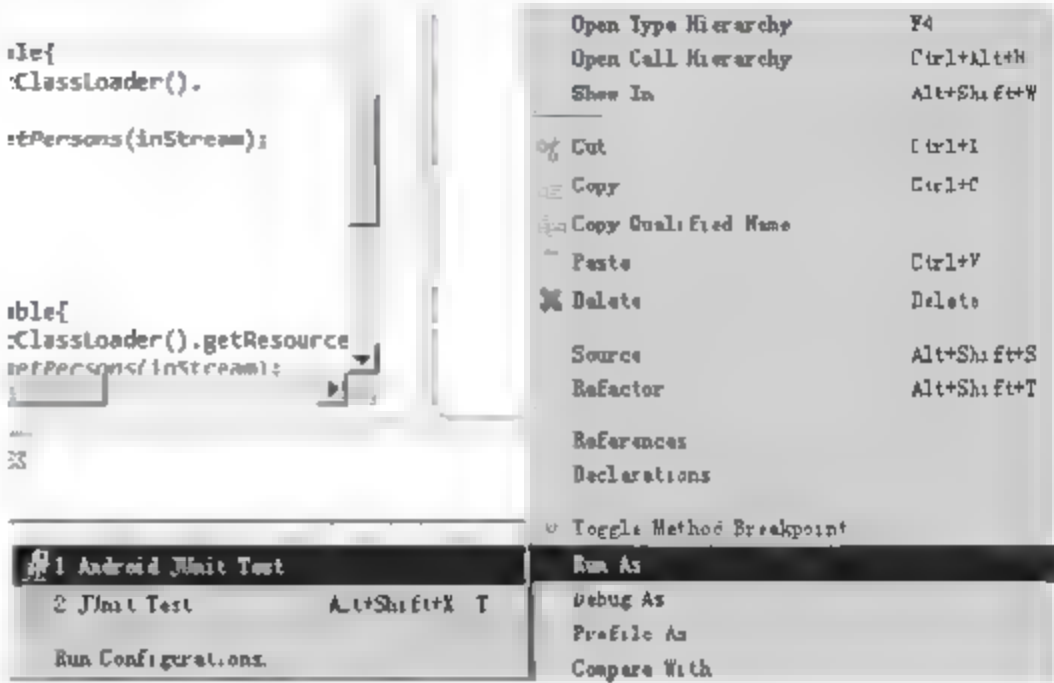 ble{
ClassLoader().
etPersons(inStream);
able{
ClassLoader().getResource
getPersons(inStream);
Open Type Hierarchy F4
Open Call Hierarchy Ctrl+Alt+H
Show In Alt+Shift+W
Cut Ctrl+X
Copy Ctrl+C
Copy Qualified Name
Paste Ctrl+V
Delete Delete
Source Alt+Shift+S
Refactor Alt+Shift+T
References
Declarations
Toggle Method Breakpoint
Run As
Debug As
Profile As
Compare With
1 Android JUnit Test
2 JUnit Test Alt+Shift+X T
Run Configurations.